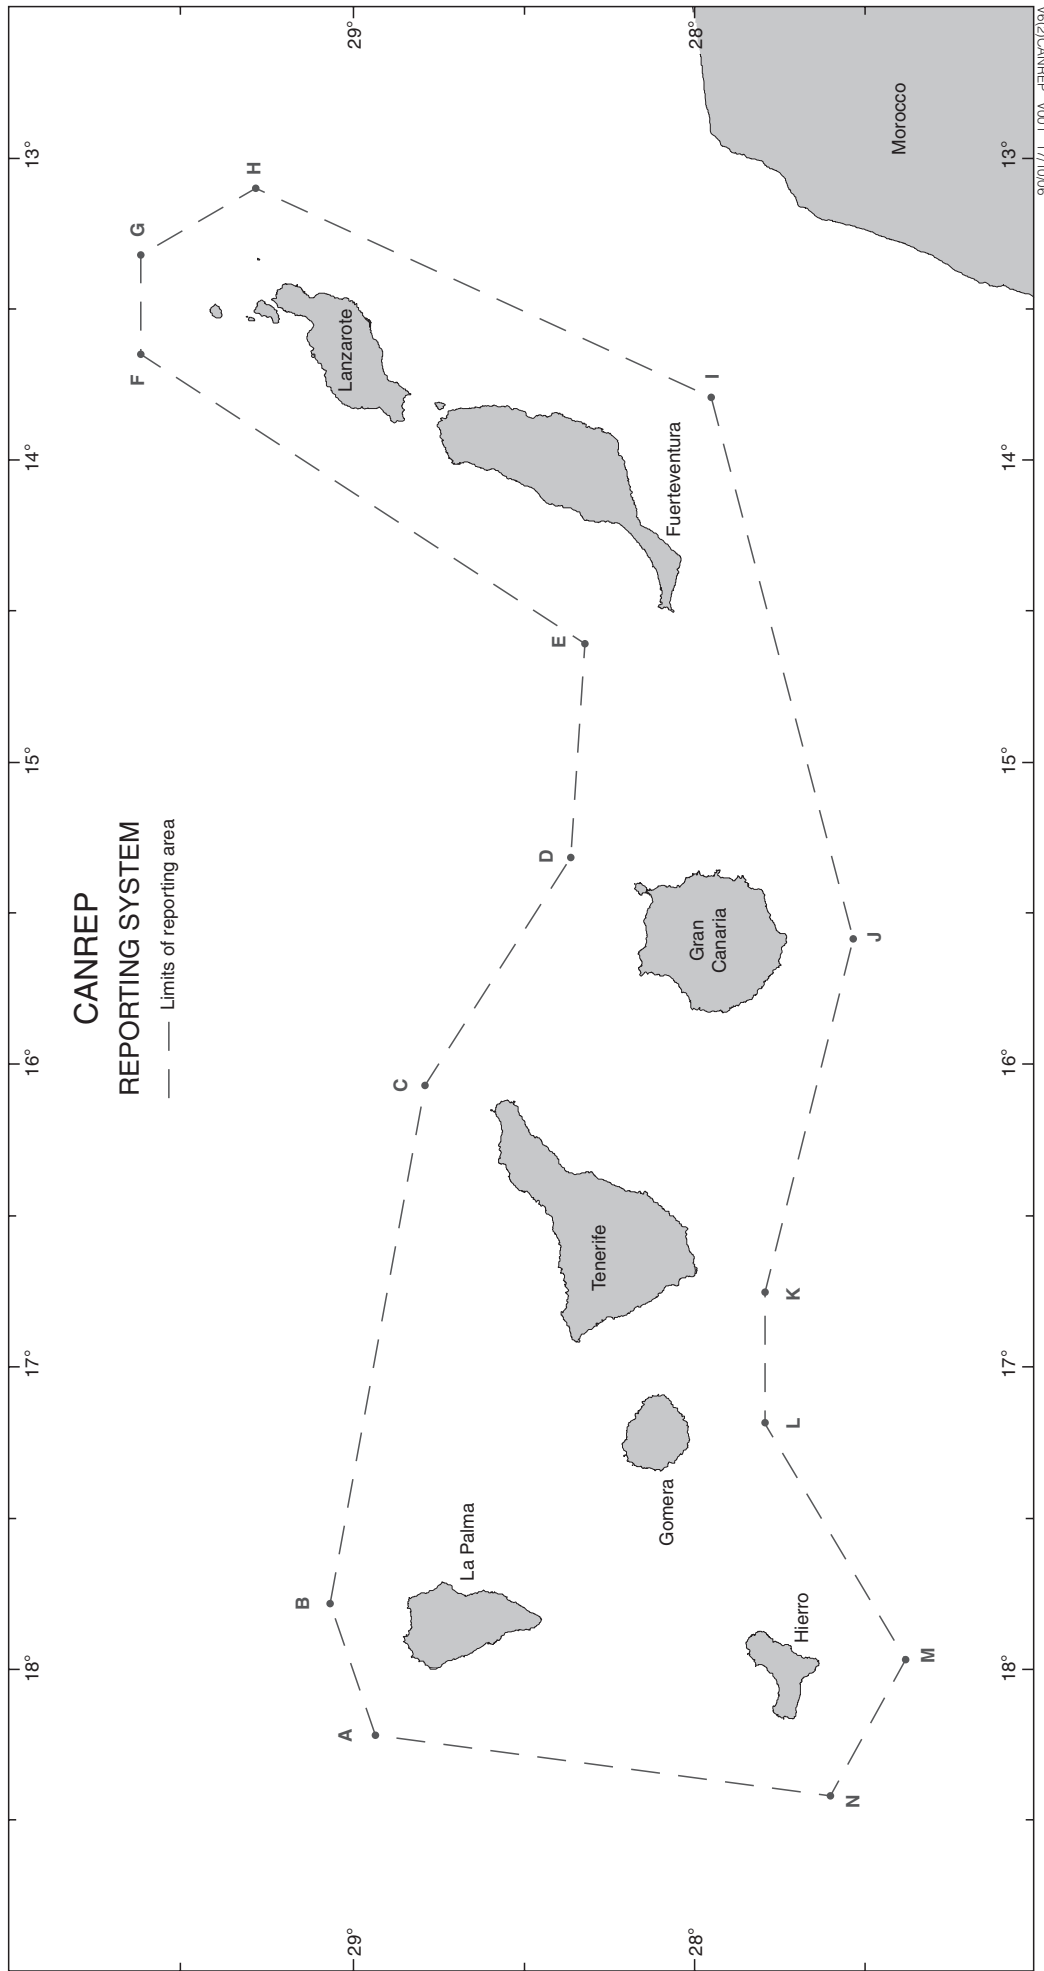 CANREP
REPORTING SYSTEM
Limits of reporting area
18°
17°
16°
15°
14°
13°
29°
29°
28°
28°
A
B
C
D
E
F
G
H
I
J
K
L
M
N
La Palma
Hierro
Gomera
Tenerife
Gran
Canaria
Fuerteventura
Lanzarote
Morocco
18°
17°
16°
15°
14°
13°